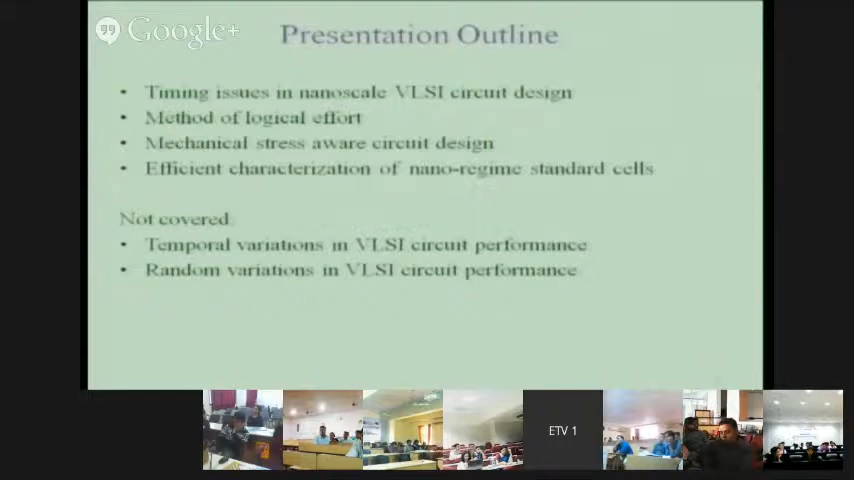 Google+
Presentation Outline
• Timing issues in nanoscale VLSI circuit design
• Method of logical effort
• Mechanical stress aware circuit design
• Efficient characterization of nano-regime standard cells
Not covered
• Temporal variations in VLSI circuit performance
• Random variations in VLSI circuit performance
ETV 1